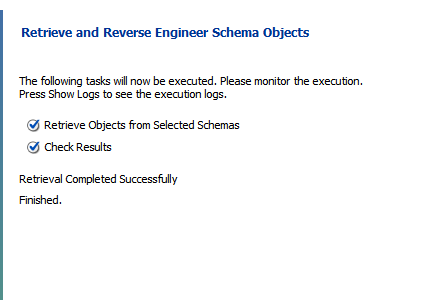 Retrieve and Reverse Engineer Schema Objects
The following tasks will now be executed. Please monitor the execution.
Press Show Logs to see the execution logs.
Retrieve Objects from Selected Schemas
Check Results
Retrieval Completed Successfully
Finished.